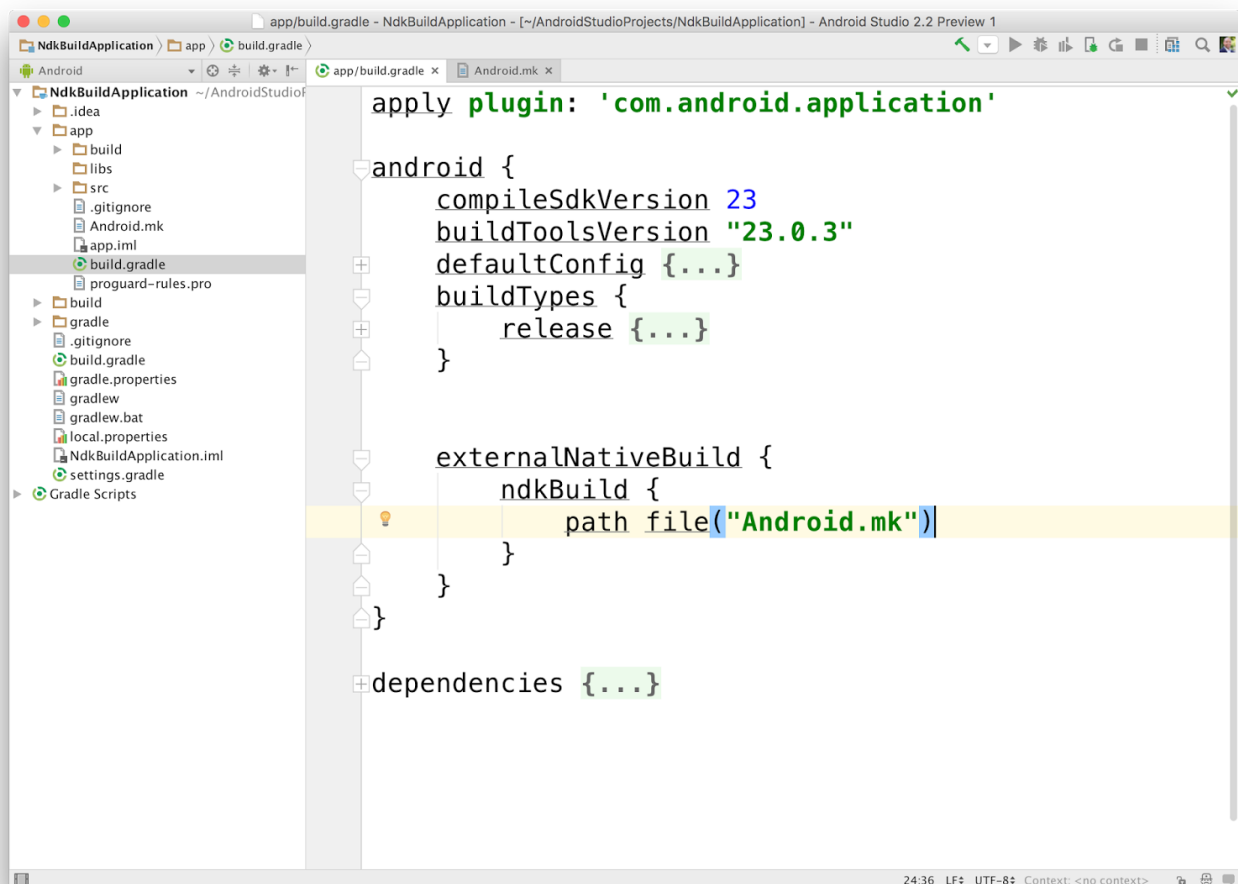 app/build.gradle - NdkBuildApplication - [~/AndroidStudioProjects/NdkBuildApplication] - Android Studio 2.2 Preview 1
NdkBuildApplication app build.gradle
Android
app/build.gradle Android.mk
NdkBuildApplication ~/AndroidStudioP
.idea
app
build
libs
src
.gitignore
Android.mk
app.iml
build.gradle
proguard-rules.pro
build
gradle
.gitignore
build.gradle
gradle.properties
gradlew
gradlew.bat
local.properties
NdkBuildApplication.iml
settings.gradle
Gradle Scripts
apply plugin: 'com.android.application'
android {
compileSdkVersion 23
buildToolsVersion "23.0.3"
defaultConfig {...}
buildTypes {
release {...}
}
externalNativeBuild {
ndkBuild {
path file("Android.mk")
}
}
}
dependencies {...}
24:36 LF UTF-8 Context: <no context>